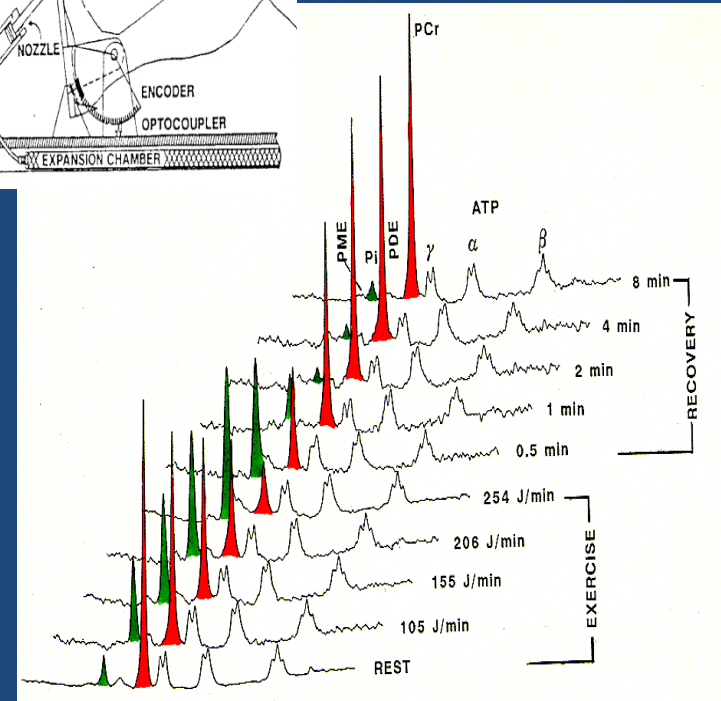 NOZZLE
ENCODER
OPTOCOUPLER
EXPANSION CHAMBER
PCr
ATP
PME
Pi
PDE
γ
α
β
8 min
4 min
2 min
1 min
0.5 min
RECOVERY
254 J/min
206 J/min
155 J/min
105 J/min
EXERCISE
REST